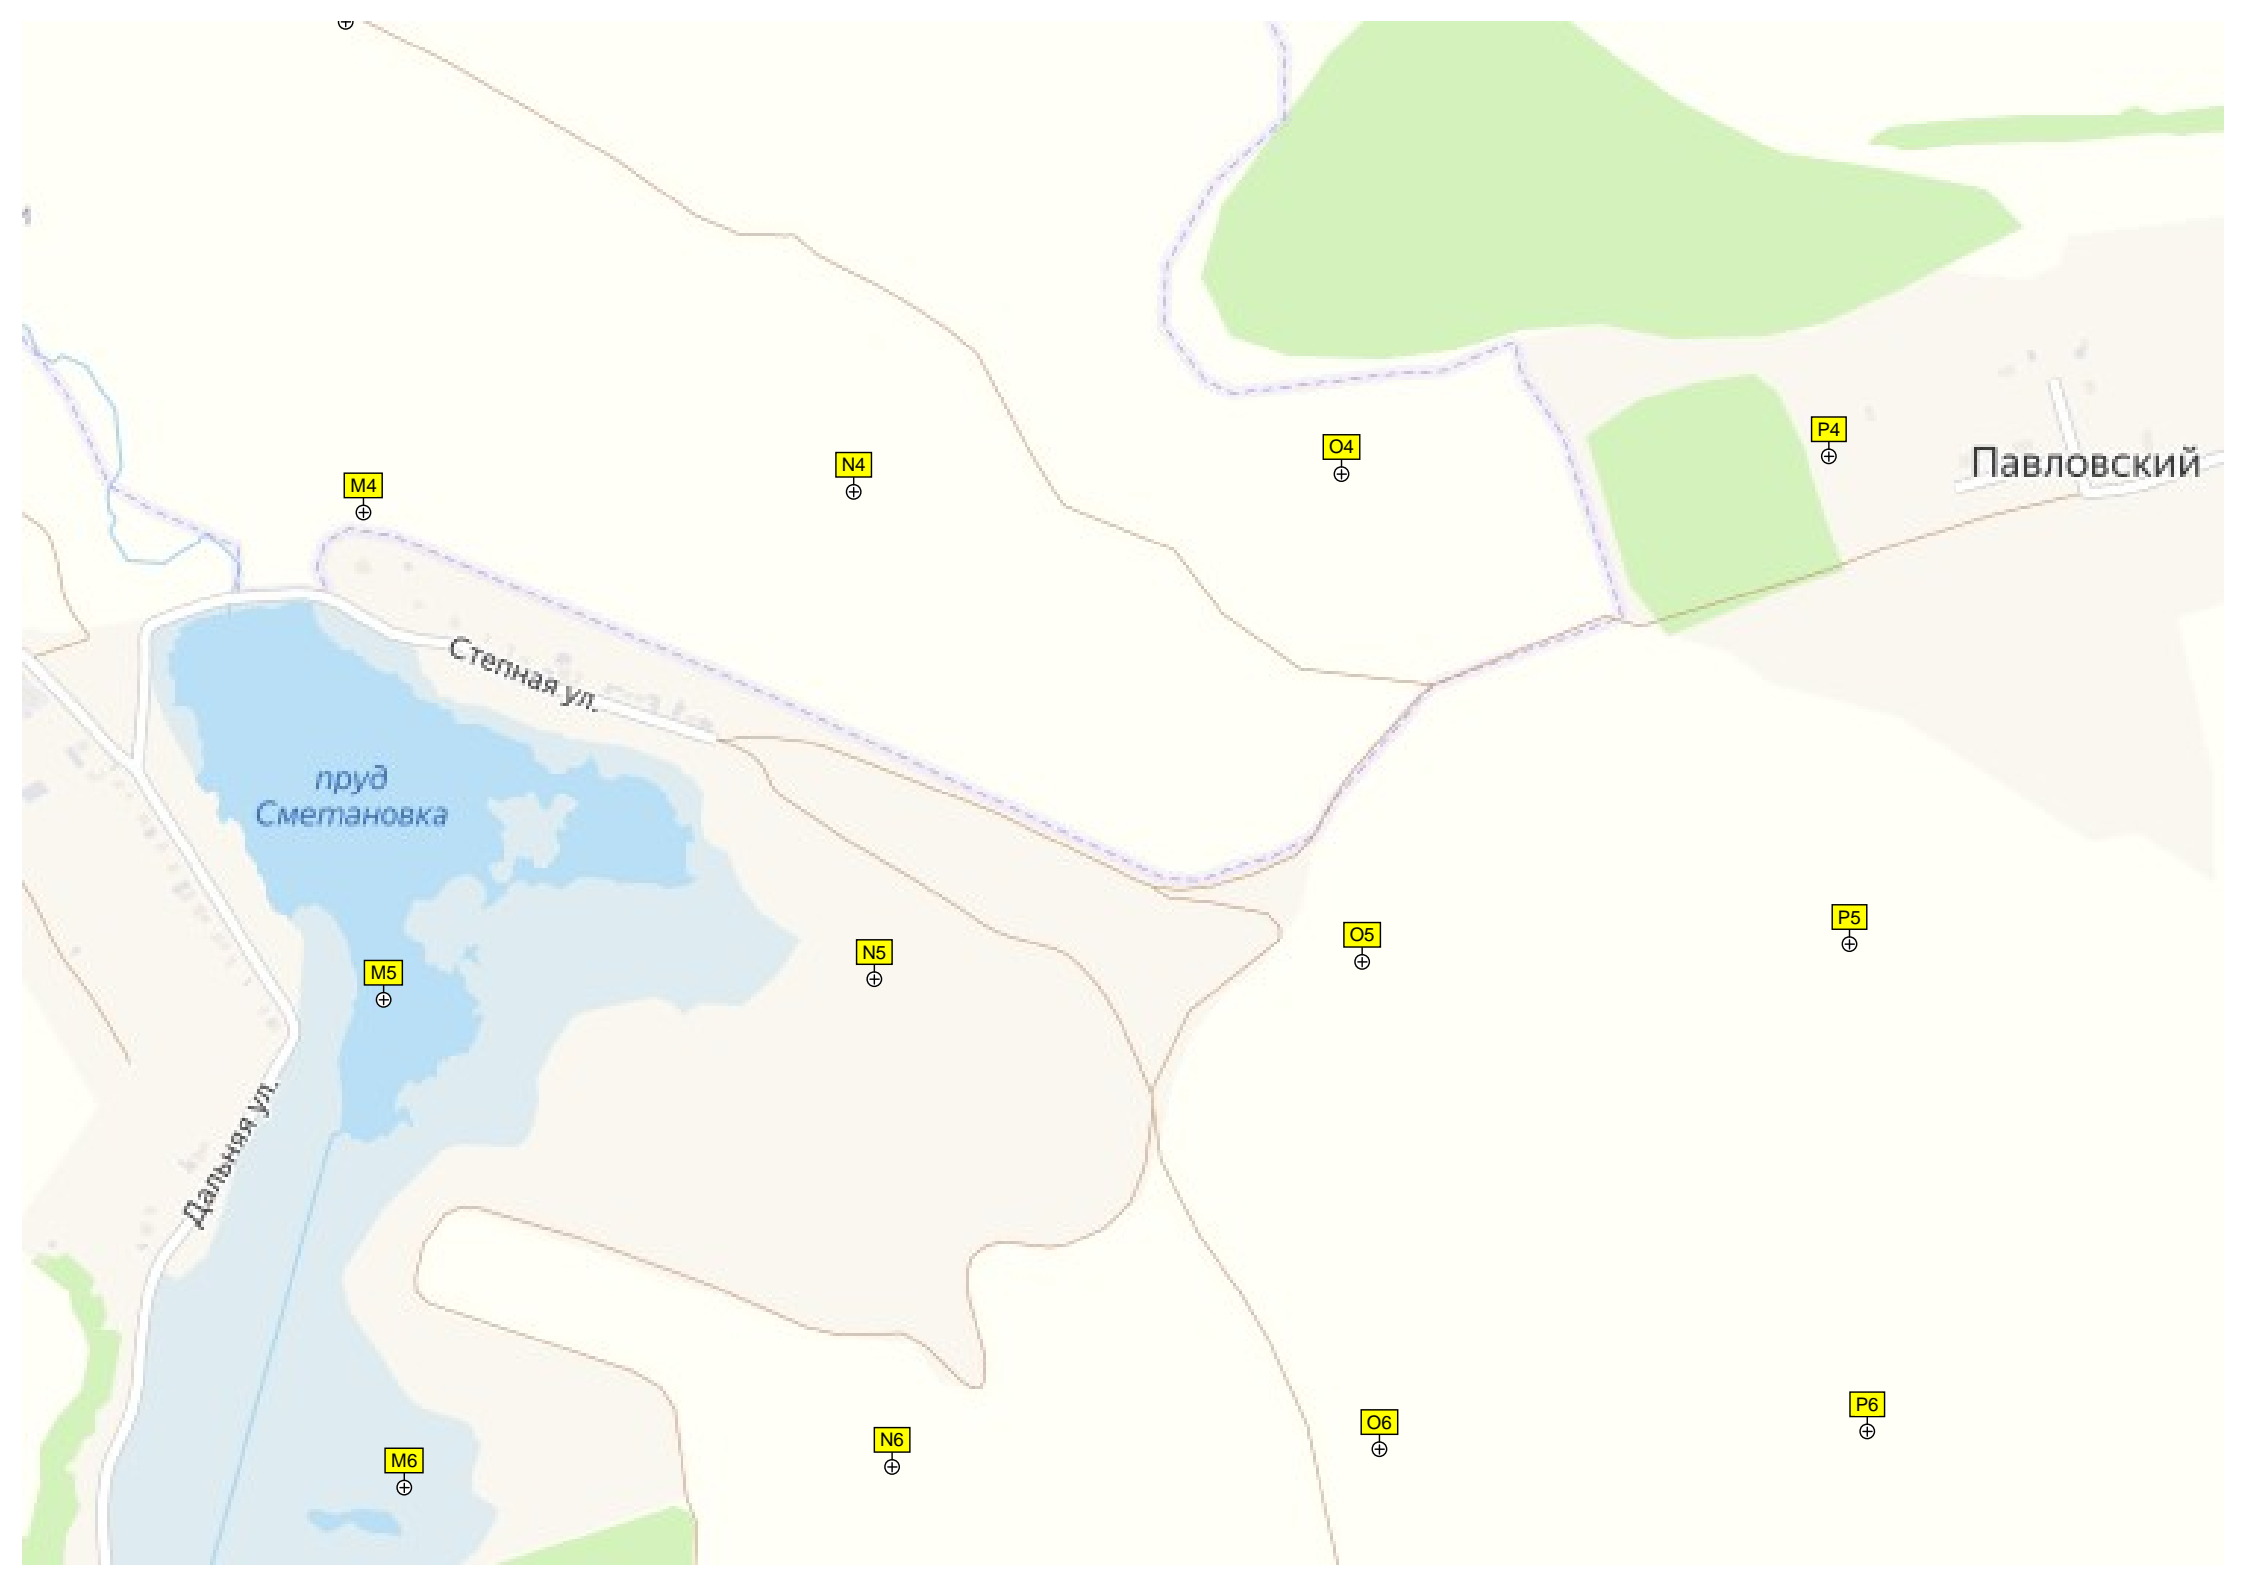 P4
O4
Павловский
N4
M4
Степная ул.
пруд
Сметановка
P5
O5
N5
M5
Дальняя ул.
P6
O6
N6
M6